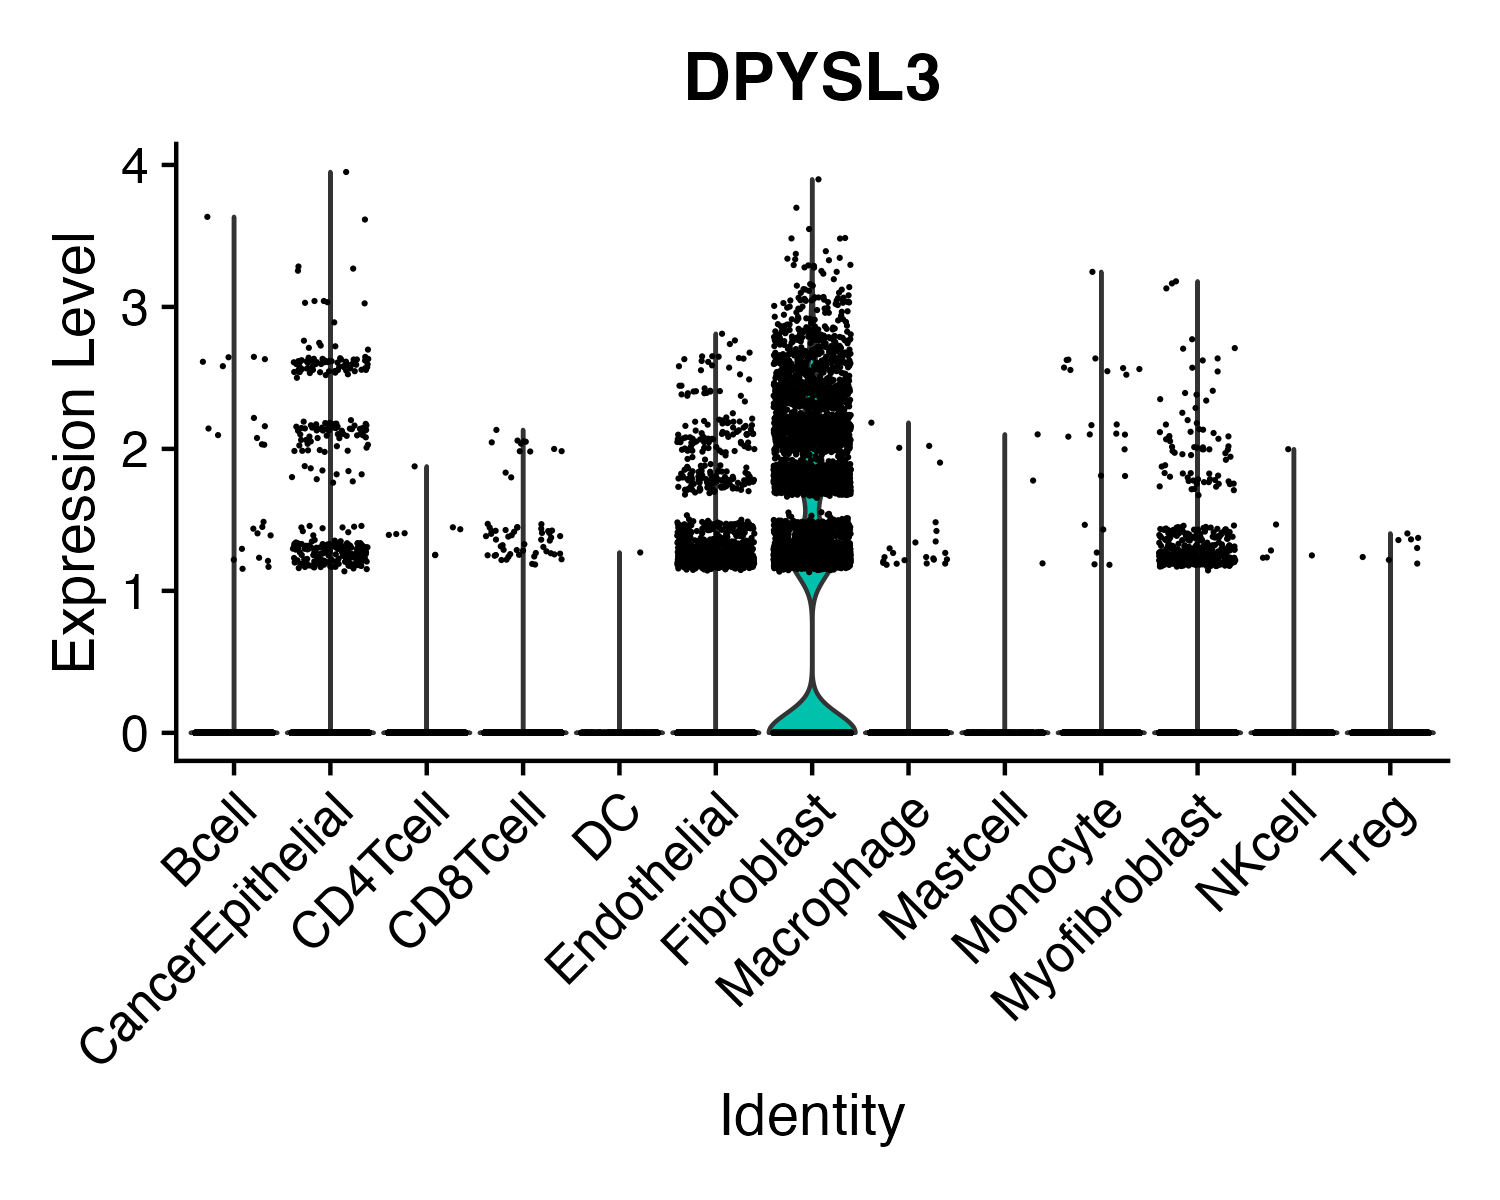 DPYSL3
Expression Level
4
3
2
1
0
Bcell
CancerEpithelial
CD4Tcell
CD8Tcell
DC
Endothelial
Fibroblast
Macrophage
Mastcell
Monocyte
Myofibroblast
NKcell
Treg
Identity